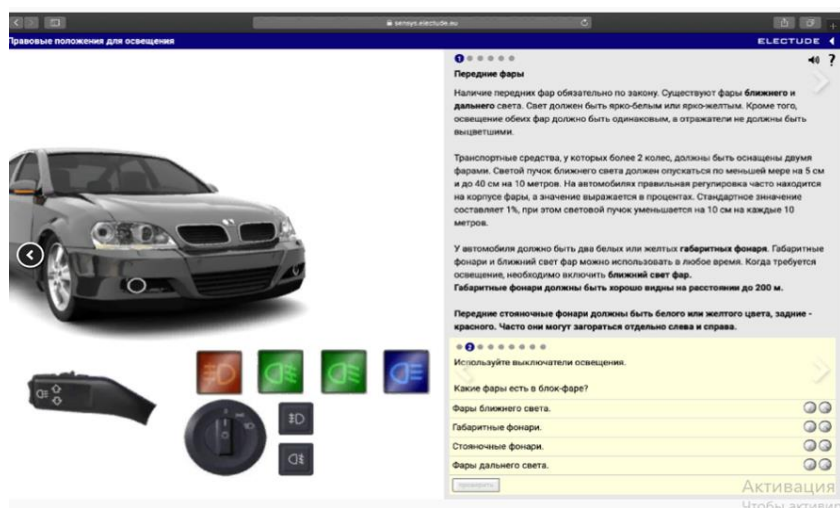 sensys.electude.eu
Правовые положения для освещения
ELECTUDE
1
?
Передние фары
Наличие передних фар обязательно по закону. Существуют фары ближнего и
дальнего света. Свет должен быть ярко-белым или ярко-желтым. Кроме того,
освещение обеих фар должно быть одинаковым, а отражатели не должны быть
выцветшими.
Транспортные средства, у которых более 2 колес, должны быть оснащены двумя
фарами. Светой пучок ближнего света должен опускаться по меньшей мере на 5 см
и до 40 см на 10 метров. На автомобилях правильная регулировка часто находится
на корпусе фары, а значение выражается в процентах. Стандартное зиначение
составляет 1%, при этом световой пучок уменьшается на 10 см на каждые 10
метров.
У автомобиля должно быть два белых или желтых габаритных фонаря. Габаритные
фонари и ближний свет фар можно использовать в любое время. Когда требуется
освещение, необходимо включить ближний свет фар.
Габаритные фонари должны быть хорошо видны на расстоянии до 200 м.
Передние стояночные фонари должны быть белого или желтого цвета, задние -
красного. Часто они могут загораться отдельно слева и справа.
2
Используйте выключатели освещения.
Какие фары есть в блок-фаре?
Фары ближнего света.
Габаритные фонари.
Стояночные фонари.
Фары дальнего света.
проверить
Активация
Чтобы активир